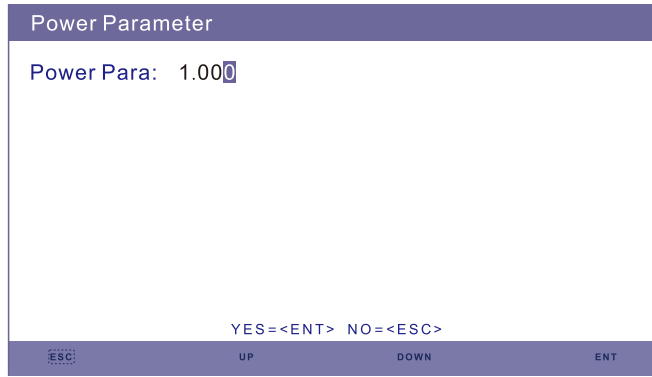 Power Parameter
Power Para: 1.000
YES=<ENT> NO=<ESC>
ESC UP DOWN ENT